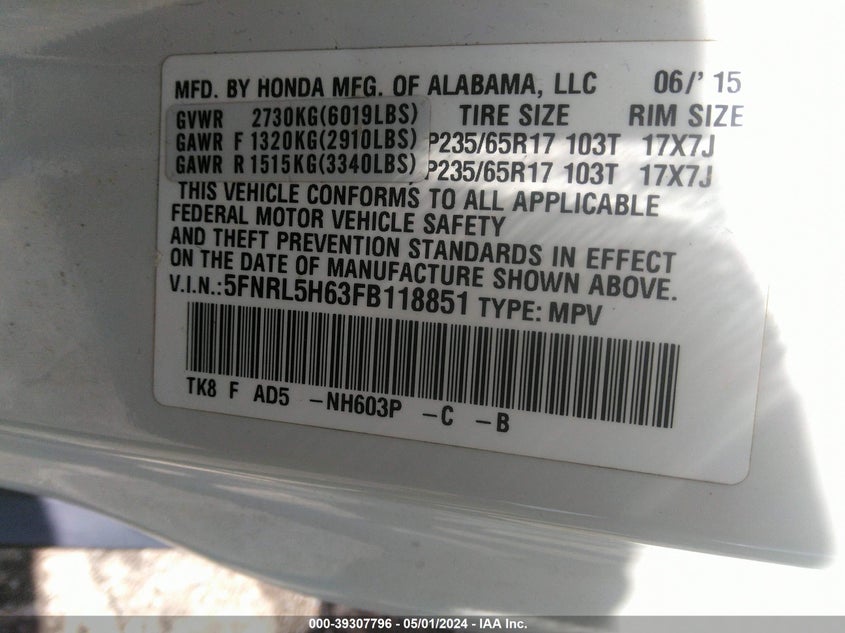 MFD. BY HONDA MFG. OF ALABAMA, LLC 06/' 15
GVWR 2730KG(6019LBS) TIRE SIZE RIM SIZE
GAWR F 1320KG(2910LBS) P235/65R17 103T 17X7J
GAWR R 1515KG(3340LBS) P235/65R17 103T 17X7J
THIS VEHICLE CONFORMS TO ALL APPLICABLE
FEDERAL MOTOR VEHICLE SAFETY
AND THEFT PREVENTION STANDARDS IN EFFECT
ON THE DATE OF MANUFACTURE SHOWN ABOVE.
V.I.N.:5FNRL5H63FB118851 TYPE: MPV
TK8 F AD5 -NH603P -C -B
000-39307796 - 05/01/2024 - IAA Inc.